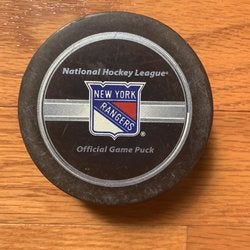 National Hockey League®
NEW YORK
RANGERS
®
Official Game Puck